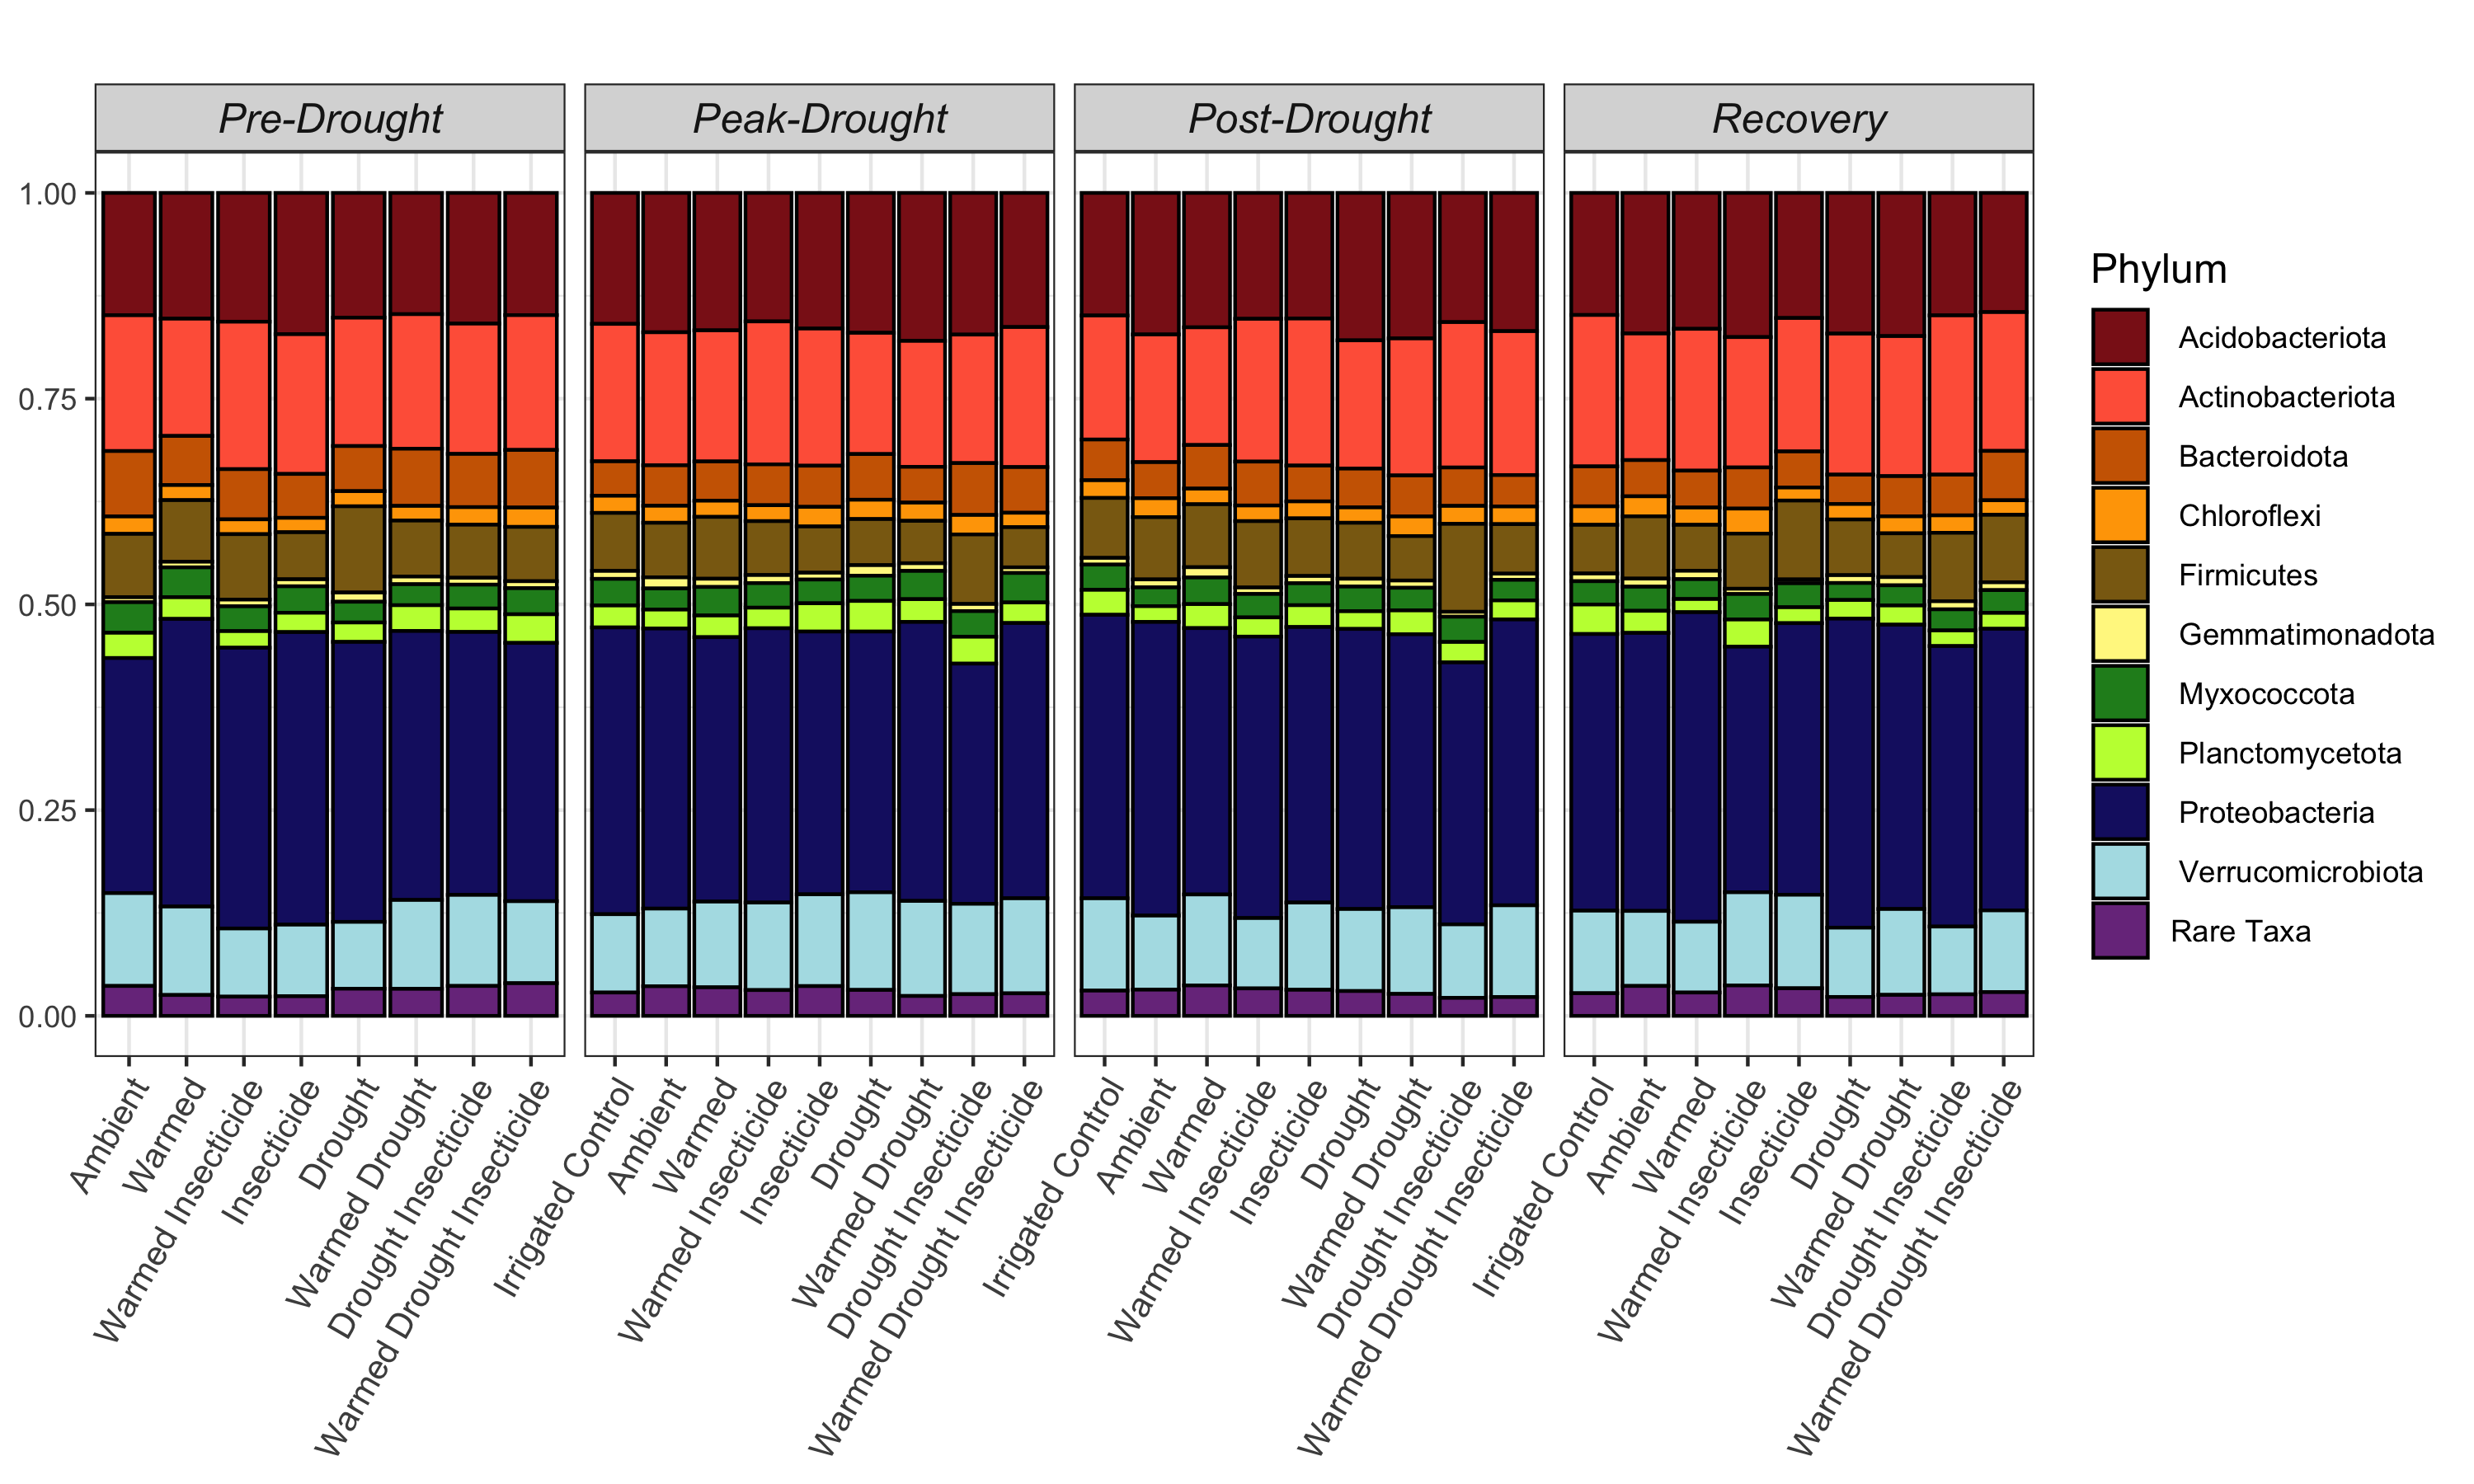 Pre-Drought
Peak-Drought
Post-Drought
Recovery
1.00
0.75
0.50
0.25
0.00
Ambient
Warmed
Warmed Insecticide
Insecticide
Drought
Warmed Drought
Drought Insecticide
Warmed Drought Insecticide
Irrigated Control
Ambient
Warmed
Warmed Insecticide
Insecticide
Drought
Warmed Drought
Drought Insecticide
Warmed Drought Insecticide
Irrigated Control
Ambient
Warmed
Warmed Insecticide
Insecticide
Drought
Warmed Drought
Drought Insecticide
Warmed Drought Insecticide
Irrigated Control
Ambient
Warmed
Warmed Insecticide
Insecticide
Drought
Warmed Drought
Drought Insecticide
Warmed Drought Insecticide
Phylum
Acidobacteriota
Actinobacteriota
Bacteroidota
Chloroflexi
Firmicutes
Gemmatimonadota
Myxococcota
Planctomycetota
Proteobacteria
Verrucomicrobiota
Rare Taxa